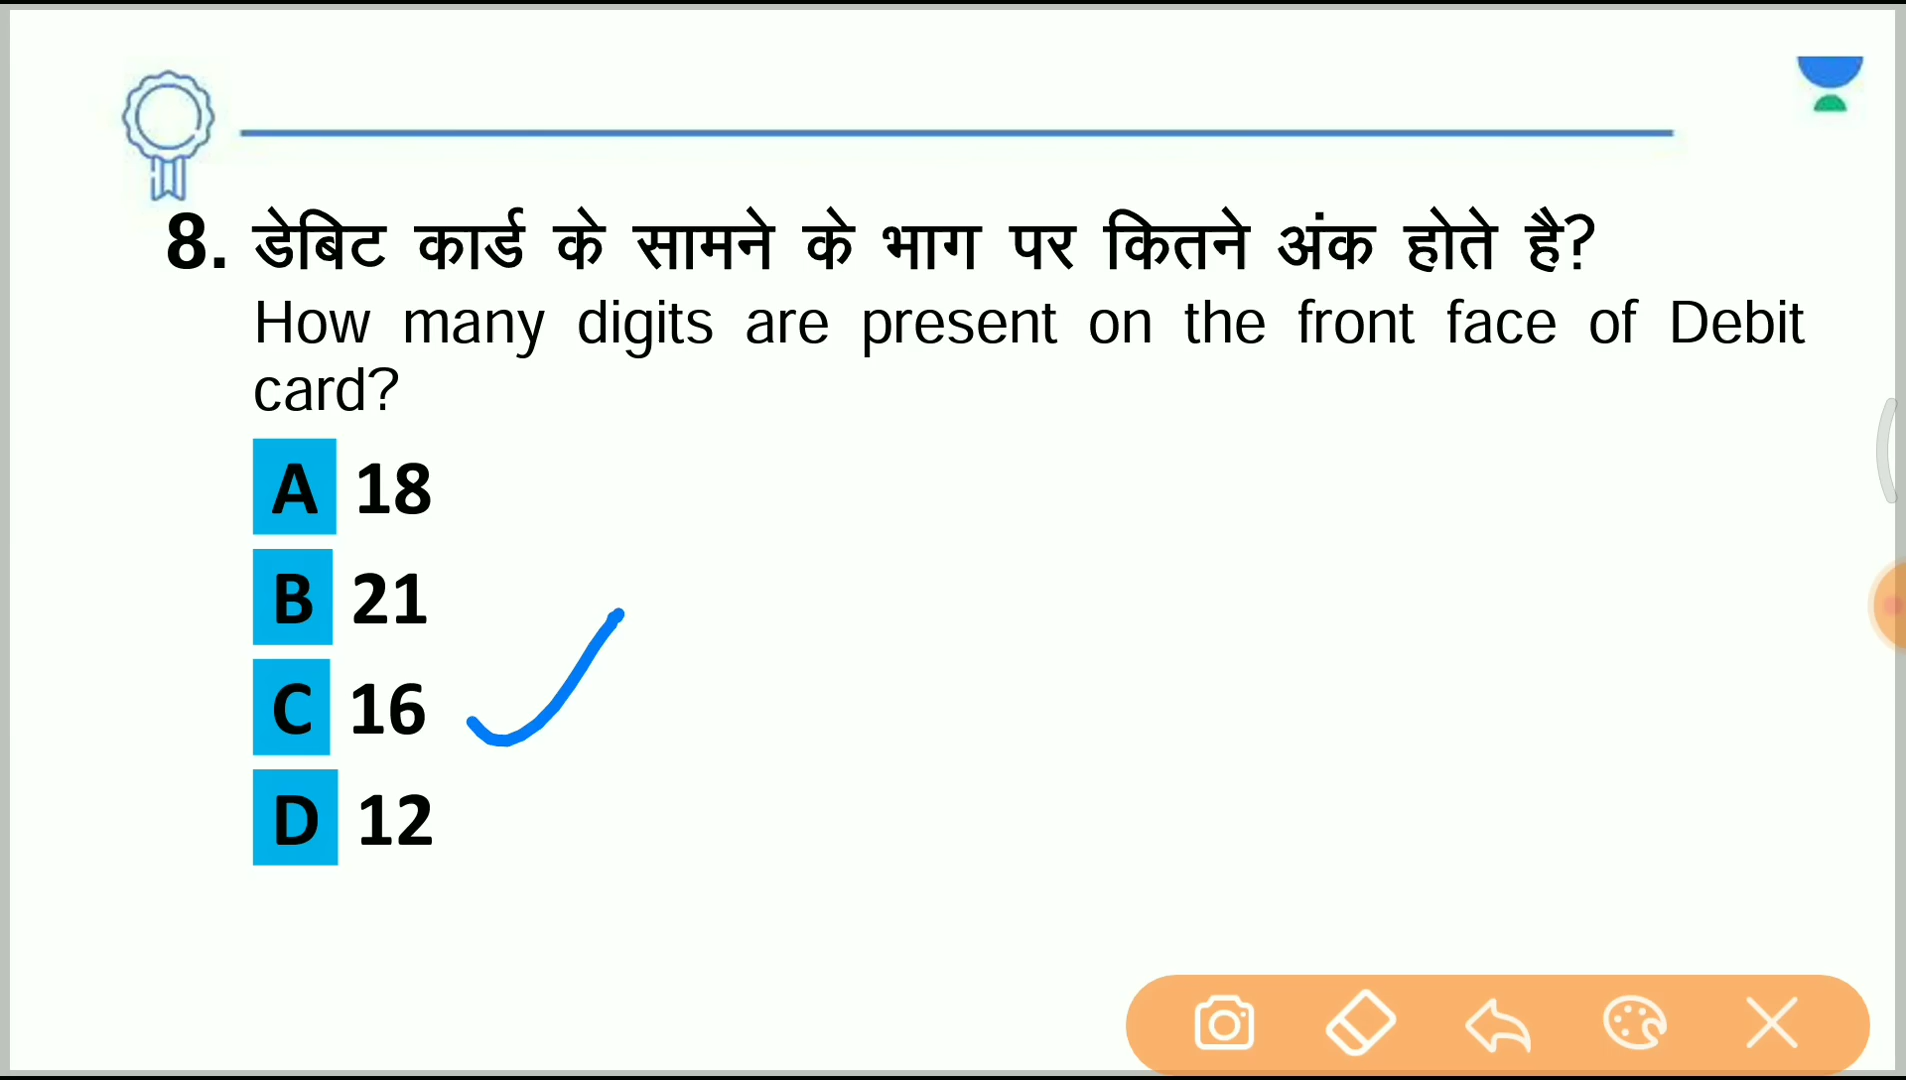 8. डेबिट कार्ड के सामने के भाग पर कितने अंक होते है?
How many digits are present on the front face of Debit
card?
A 18
B 21
C 16
D 12